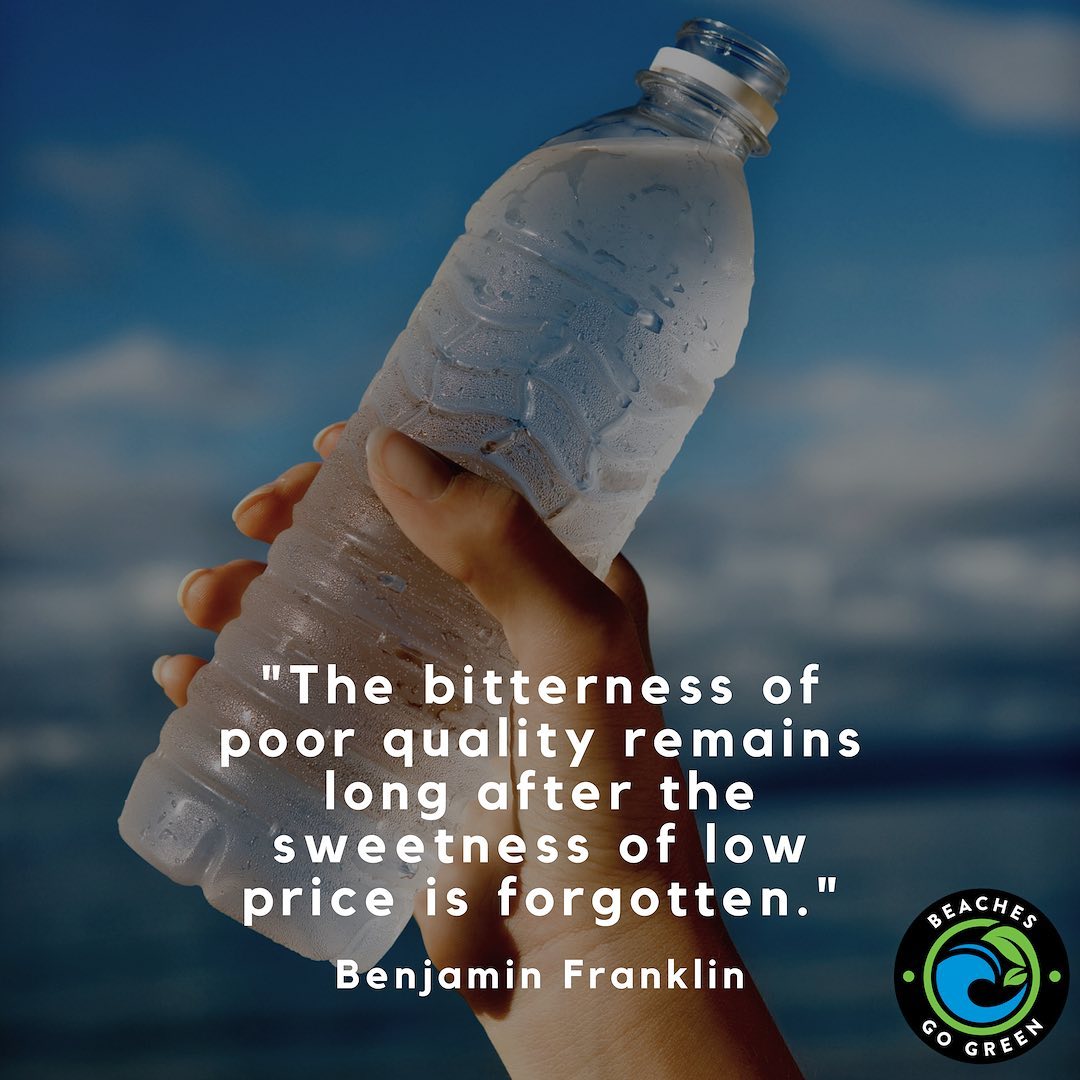 "The bitterness of
poor quality remains
long after the
sweetness of low
price is forgotten."
Benjamin Franklin
BEACHES
GO GREEN